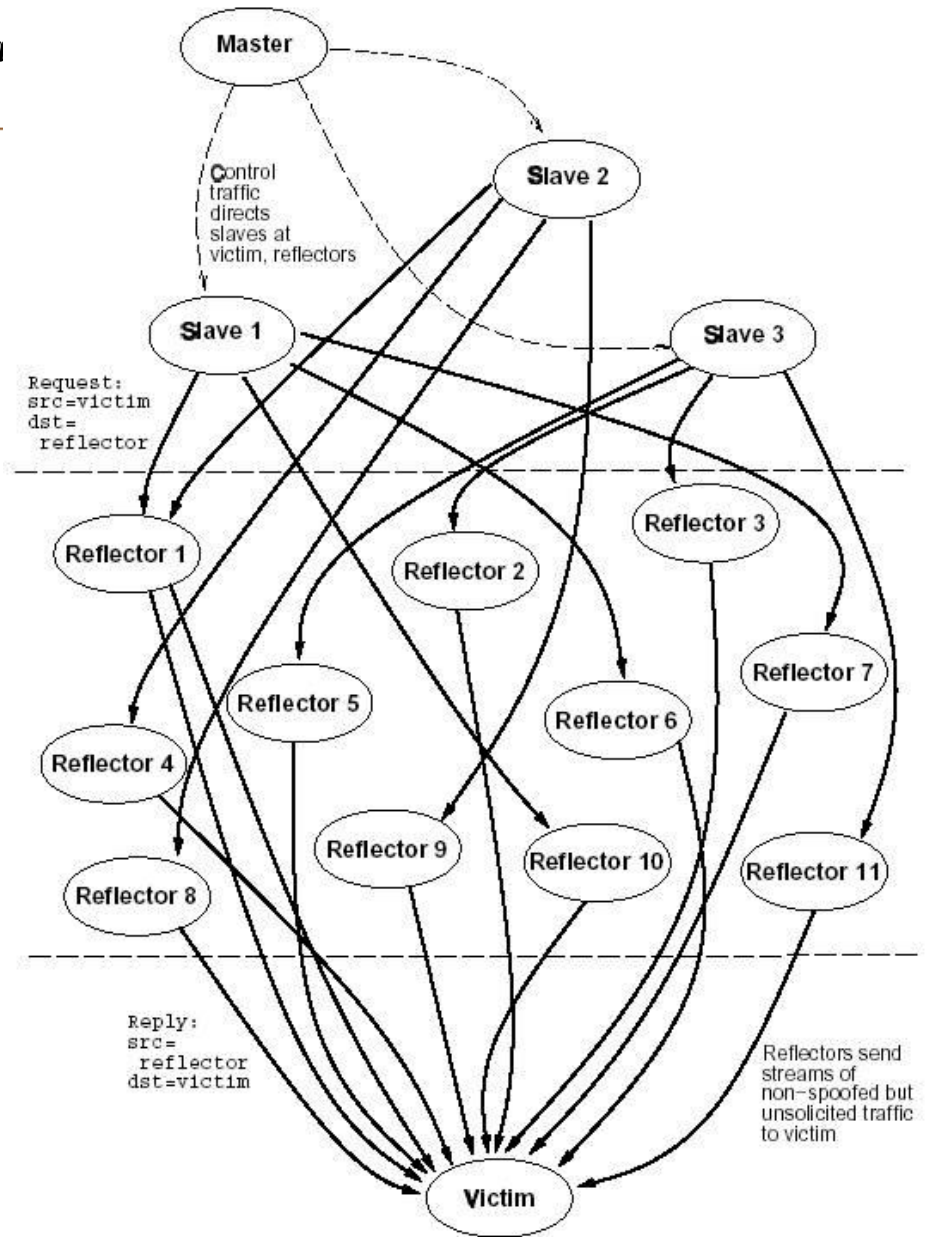 Master
Slave 2
Control
traffic
directs
slaves at
victim, reflectors
Slave 1
Slave 3
Request:
src=victim
dst=
reflector
Reflector 1
Reflector 2
Reflector 3
Reflector 4
Reflector 5
Reflector 6
Reflector 7
Reflector 8
Reflector 9
Reflector 10
Reflector 11
Reply:
src=
reflector
dst=victim
Reflectors send
streams of
non-spoofed but
unsolicited traffic
to victim
Victim